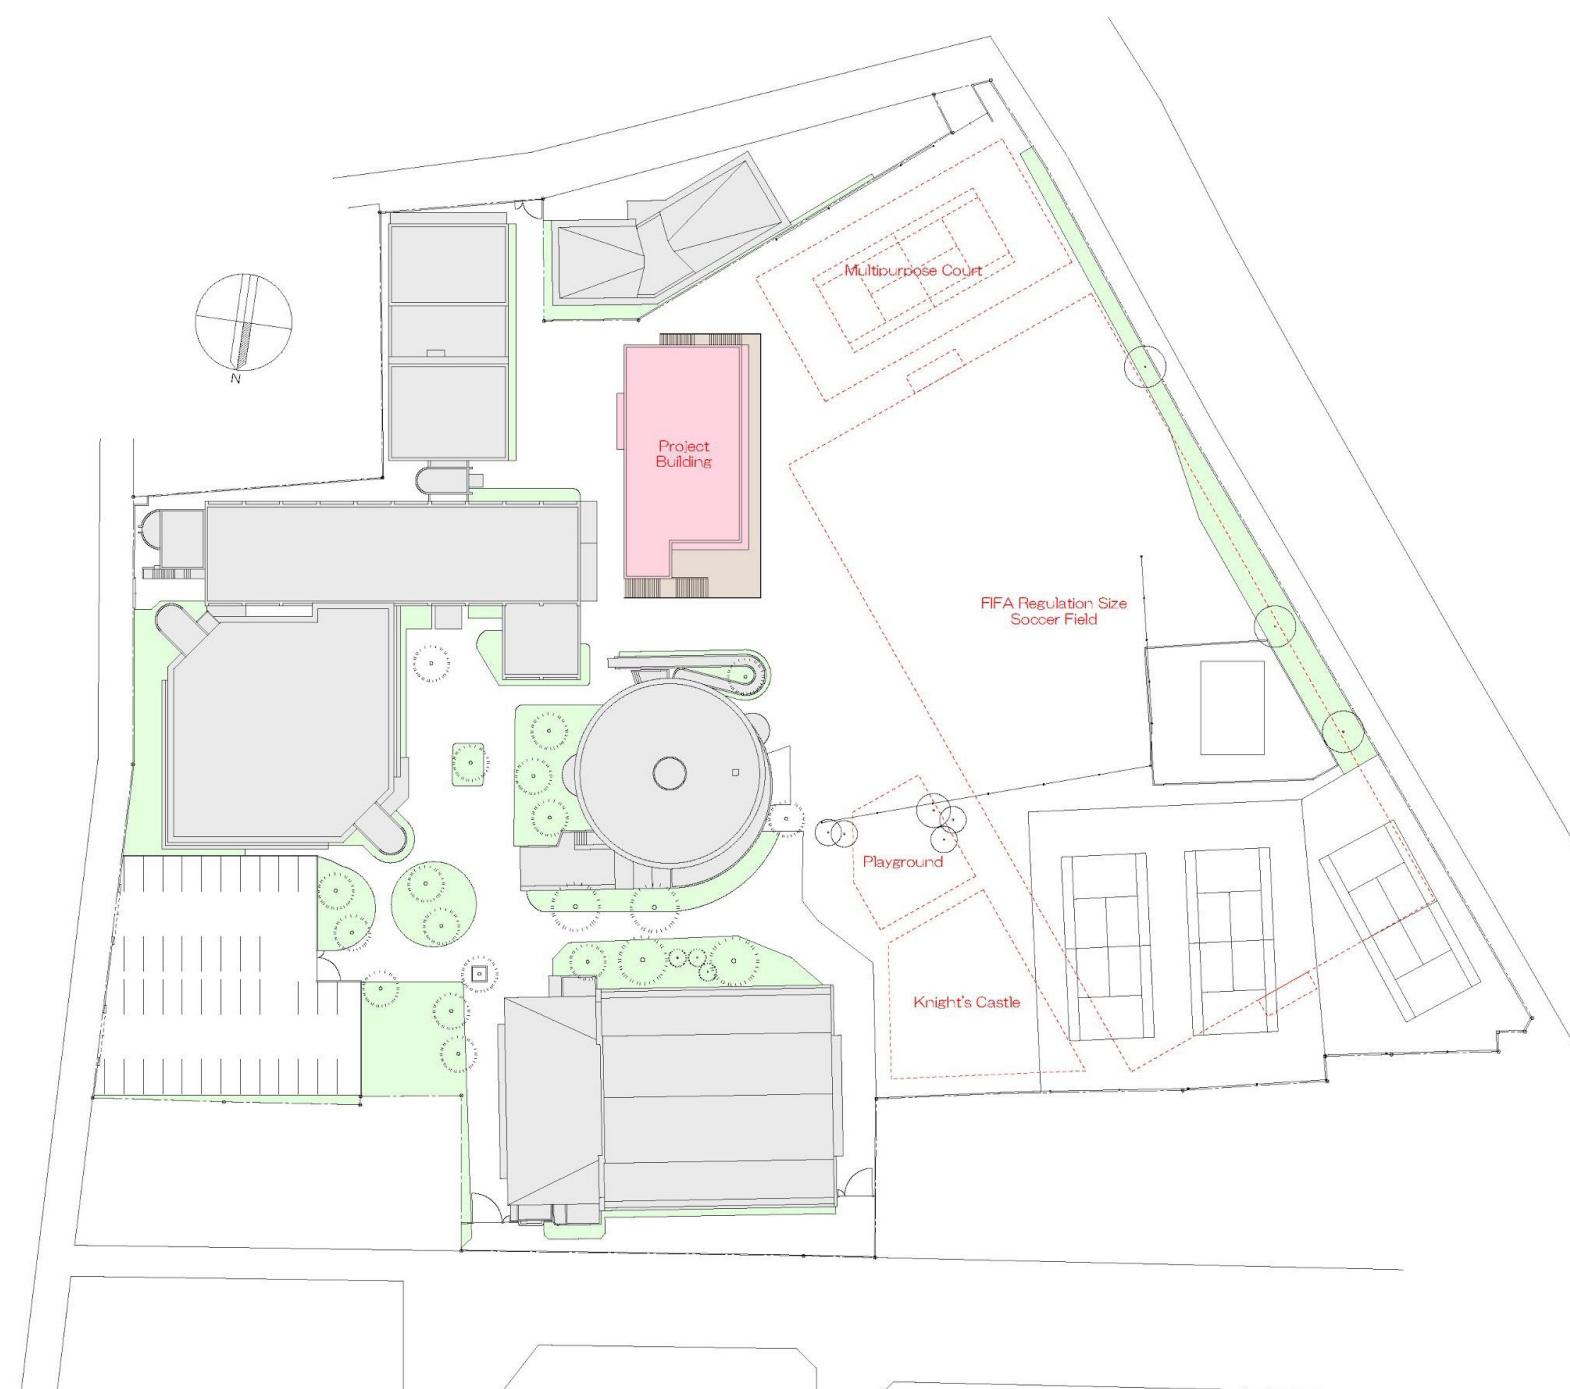 Multipurpose Court
N
Project
Building
FIFA Regulation Size
Soccer Field
Playground
Knight's Castle